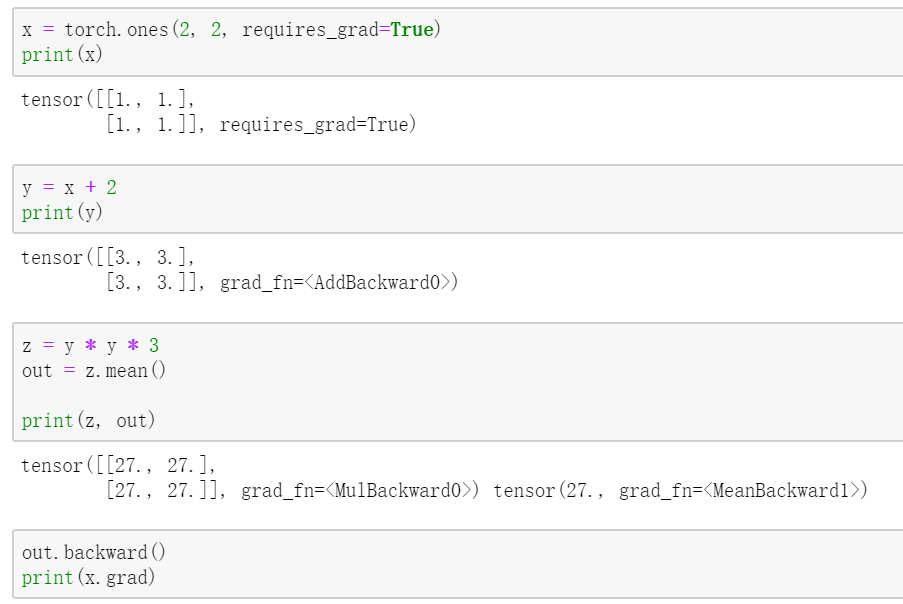 x = torch.ones(2, 2, requires_grad=True)
print(x)
tensor([[1., 1.],
        [1., 1.]], requires_grad=True)
y = x + 2
print(y)
tensor([[3., 3.],
        [3., 3.]], grad_fn=<AddBackward0>)
z = y * y * 3
out = z.mean()
print(z, out)
tensor([[27., 27.],
        [27., 27.]], grad_fn=<MulBackward0>) tensor(27., grad_fn=<MeanBackward1>)
out.backward()
print(x.grad)